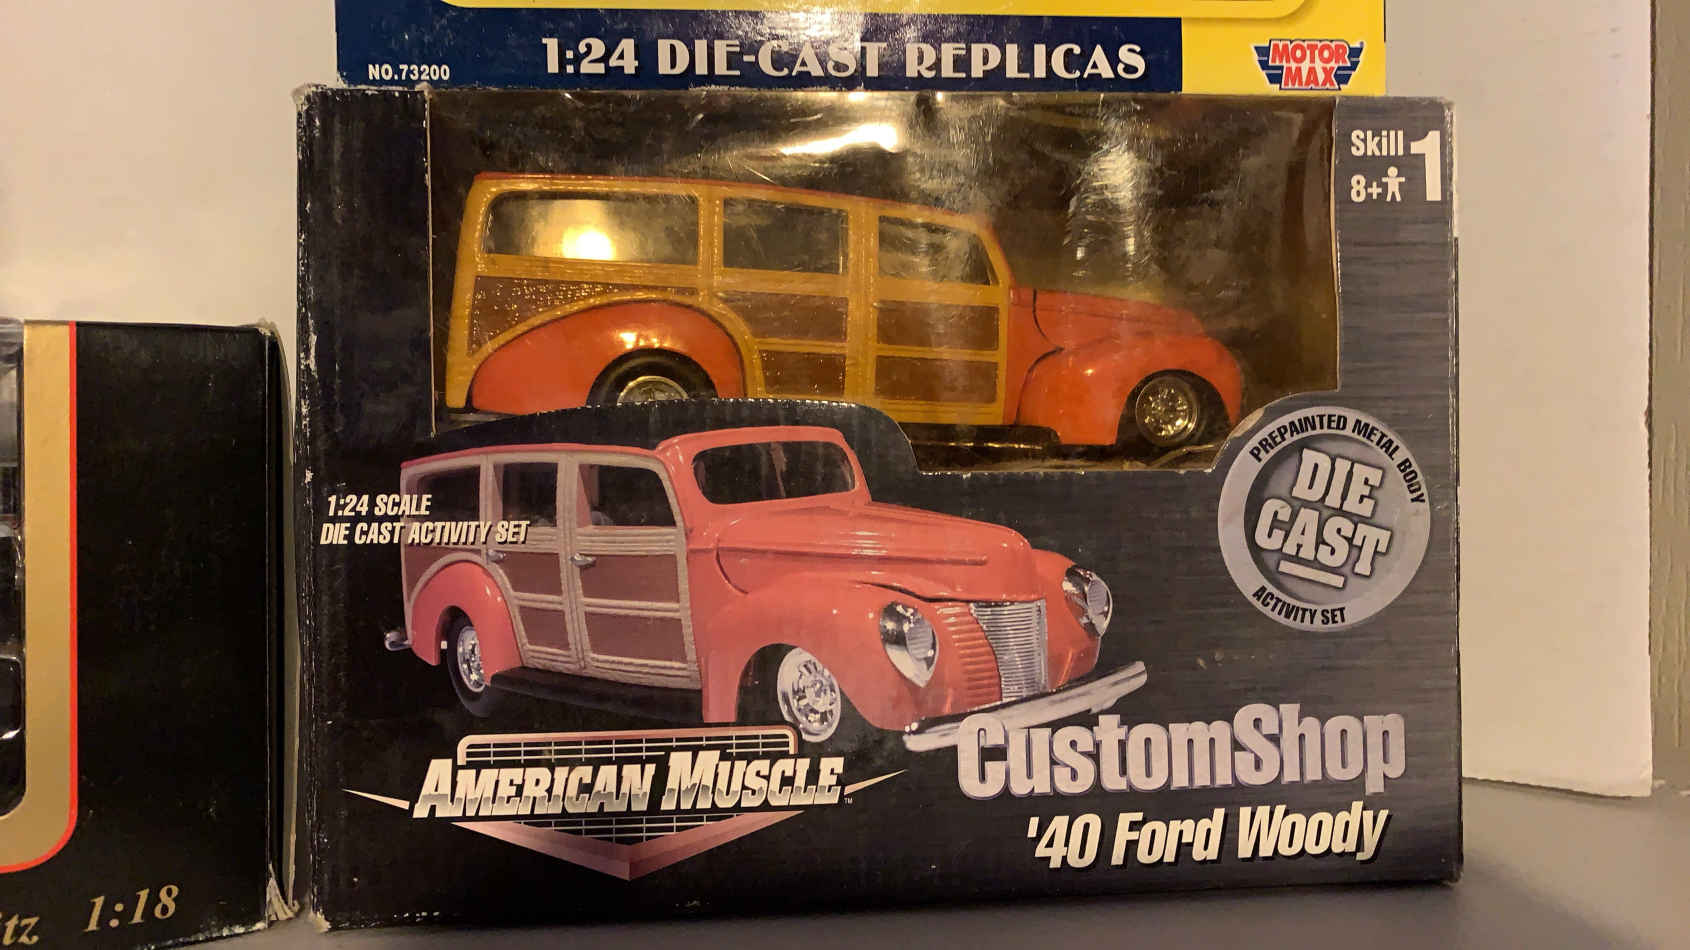 NO.73200
1:24 DIE-CAST REPLICAS
MOTOR
MAX
Skill 1
8+
1:24 SCALE
DIE CAST ACTIVITY SET
PREPAINTED METAL BODY
DIE
CAST
ACTIVITY SET
AMERICAN MUSCLE™
CustomShop
'40 Ford Woody
1:18